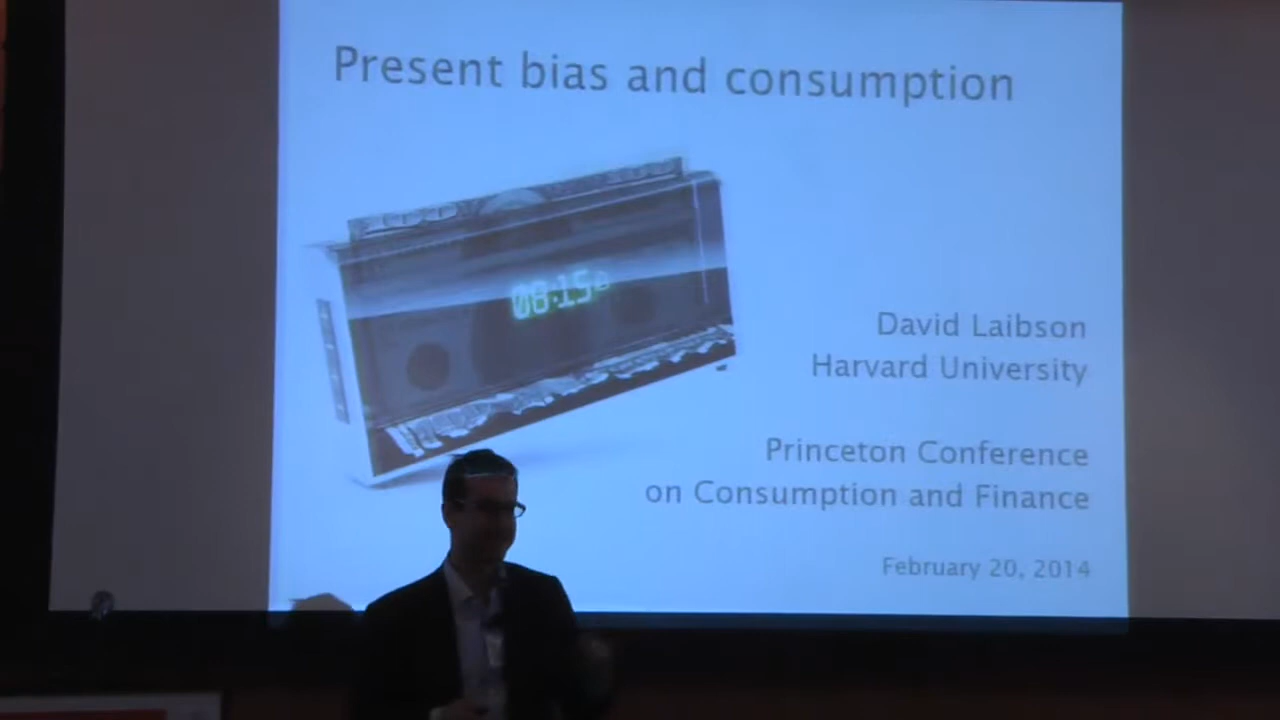 Present bias and consumption
08:15
David Laibson
Harvard University
Princeton Conference
on Consumption and Finance
February 20, 2014